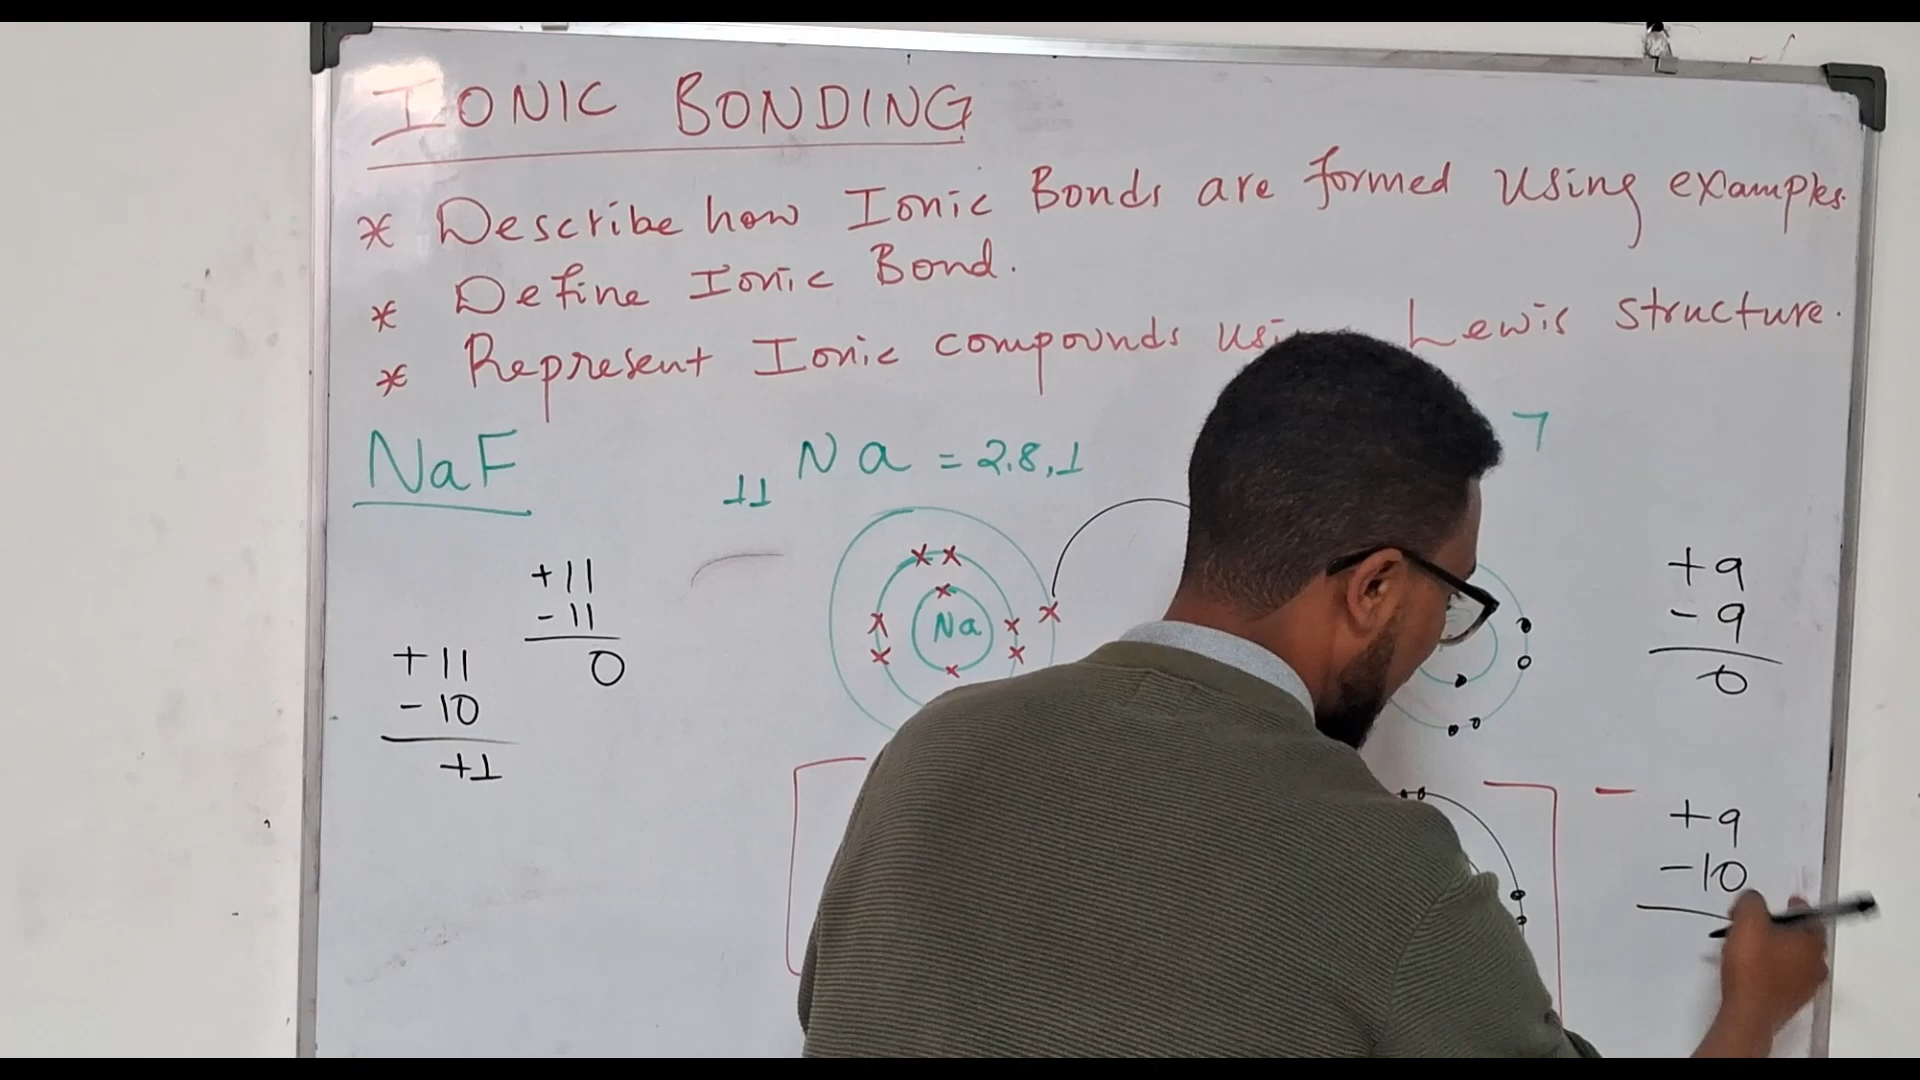 IONIC BONDING
* Describe how Ionic Bonds are formed using examples.
* Define Ionic Bond.
* Represent Ionic compounds Lewis structure.
NaF
11 Na = 2.8,1
7
+11
-11
0
+11
-10
+1
Na
+9
-9
0
-
+9
-10